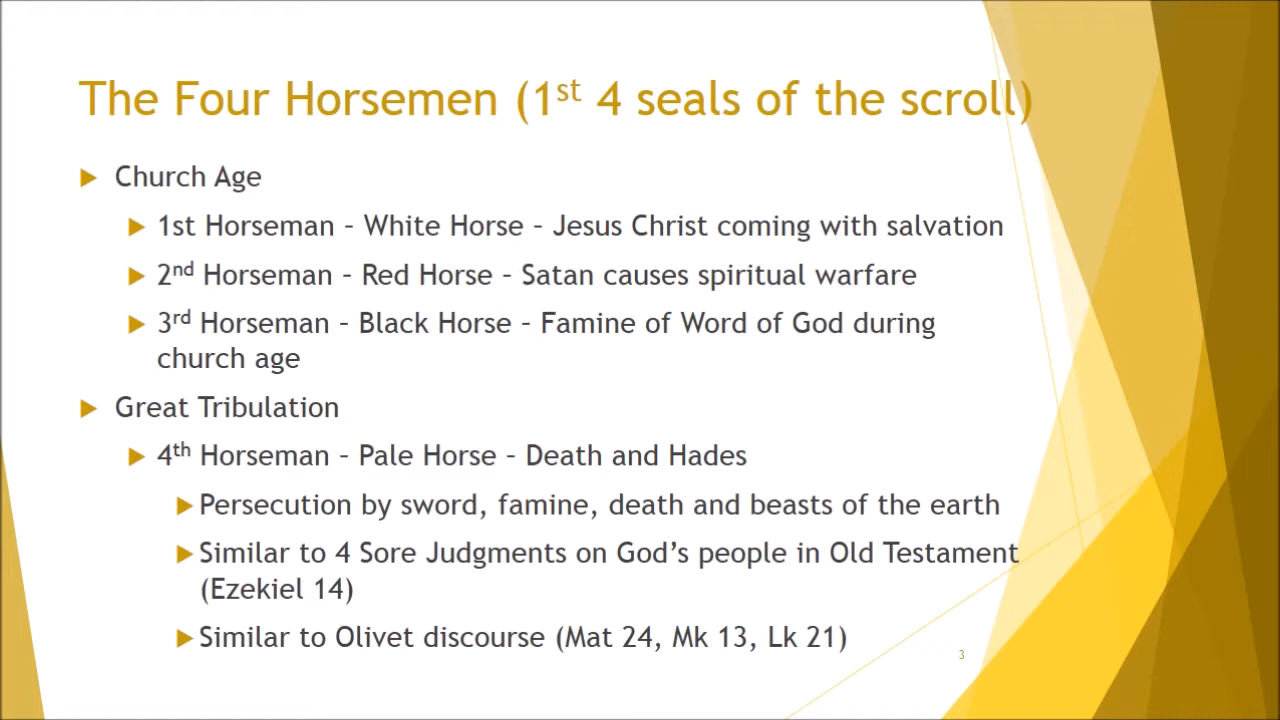 The Four Horsemen (1st 4 seals of the scroll)
Church Age
1st Horseman – White Horse – Jesus Christ coming with salvation
2nd Horseman – Red Horse – Satan causes spiritual warfare
3rd Horseman – Black Horse – Famine of Word of God during
church age
Great Tribulation
4th Horseman – Pale Horse – Death and Hades
Persecution by sword, famine, death and beasts of the earth
Similar to 4 Sore Judgments on God's people in Old Testament
(Ezekiel 14)
Similar to Olivet discourse (Mat 24, Mk 13, Lk 21)
3